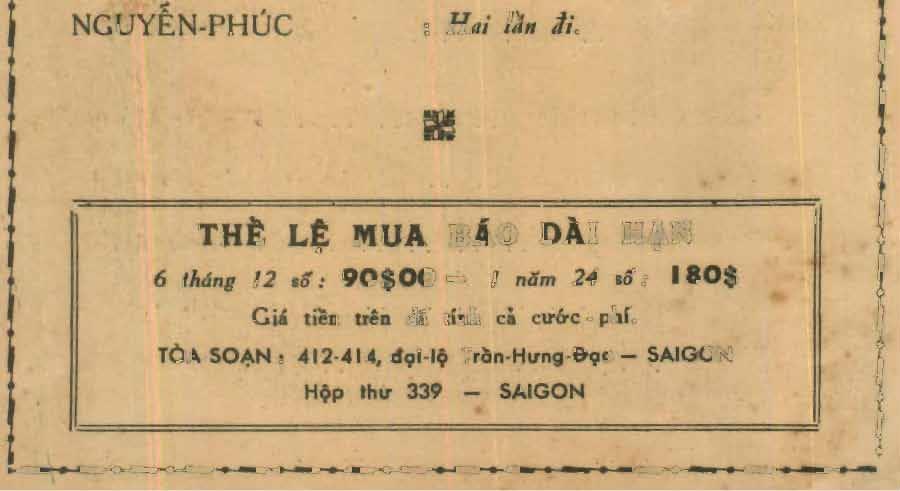 NGUYỄN-PHÚC : Hai lần đi.
THỂ LỆ MUA BÁO DÀI HẠN
6 tháng 12 số : 90$00 — 1 năm 24 số : 180$
Giá tiền trên đã tính cả cước - phí.
TÒA SOẠN : 412-414, đại-lộ Trần-Hưng-Đạo — SAIGON
Hộp thư 339 — SAIGON